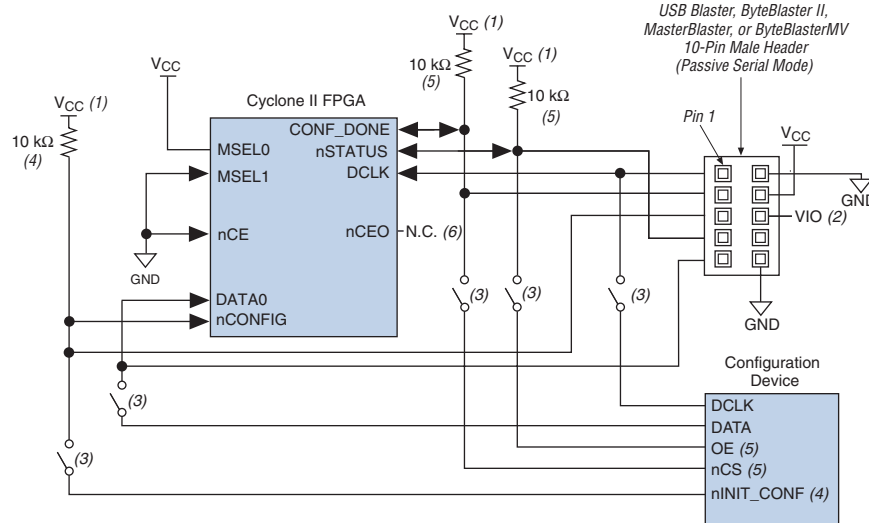 USB Blaster, ByteBlaster II,
MasterBlaster, or ByteBlasterMV
10-Pin Male Header
(Passive Serial Mode)
VCC (1)
VCC (1)
10 kΩ
(5)
10 kΩ
(5)
VCC
VCC (1)
10 kΩ
(4)
Cyclone II FPGA
CONF_DONE
nSTATUS
DCLK
MSEL0
MSEL1
nCE
nCEO
N.C. (6)
DATA0
nCONFIG
GND
Pin 1
VCC
GND
VIO (2)
GND
(3)
(3)
(3)
(3)
(3)
Configuration
Device
DCLK
DATA
OE (5)
nCS (5)
nINIT_CONF (4)